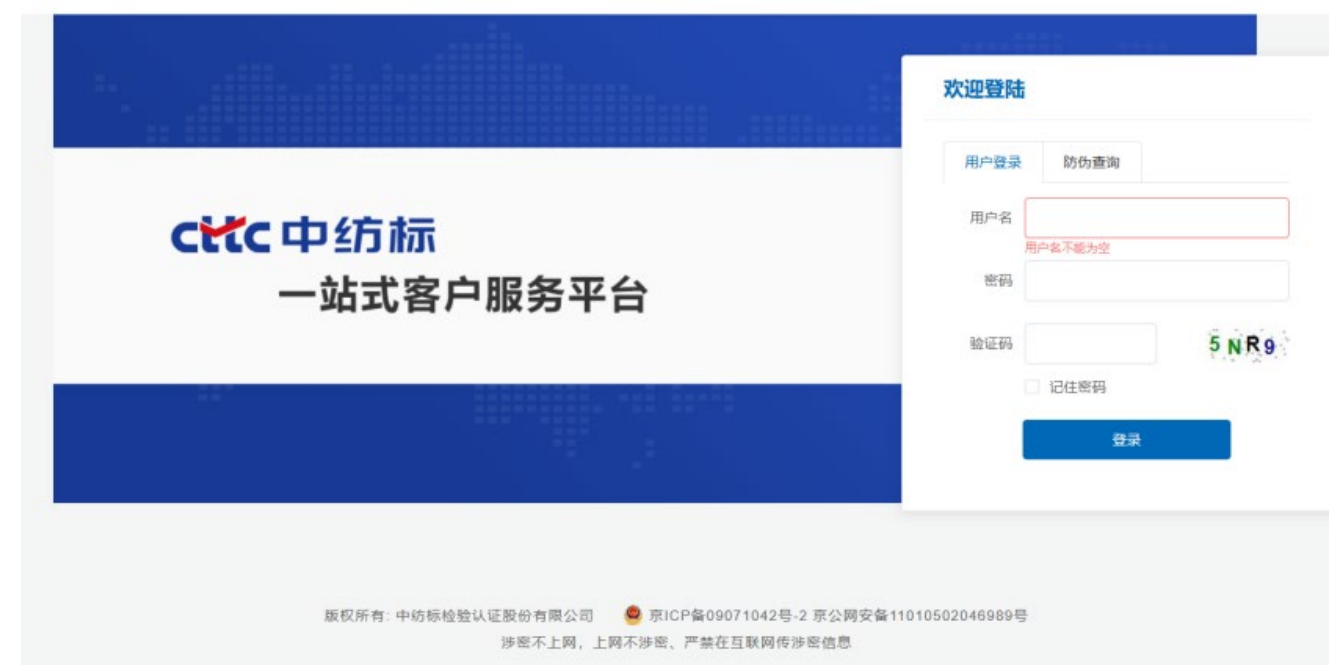 欢迎登陆
用户登录 防伪查询
cttc 中纺标
一站式客户服务平台
用户名
用户名不能为空
密码
验证码 5NR9
记住密码
登录
版权所有: 中纺标检验认证股份有限公司 京ICP备09071042号-2 京公网安备11010502046989号
涉密不上网，上网不涉密、严禁在互联网传涉密信息